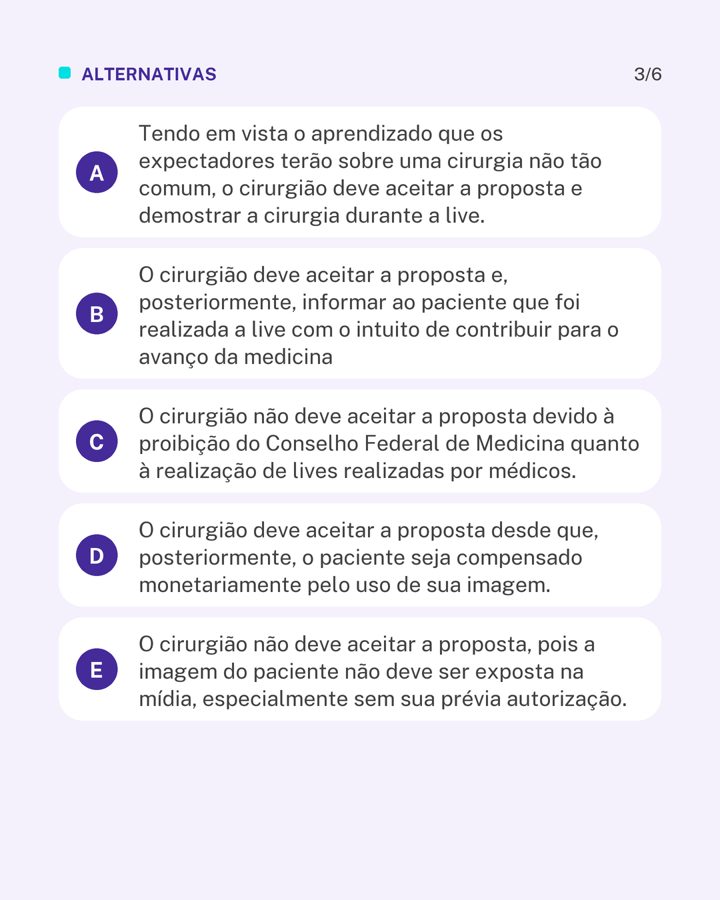 ALTERNATIVAS
3/6
A
Tendo em vista o aprendizado que os
expectadores terão sobre uma cirurgia não tão
comum, o cirurgião deve aceitar a proposta e
demostrar a cirurgia durante a live.
B
O cirurgião deve aceitar a proposta e,
posteriormente, informar ao paciente que foi
realizada a live com o intuito de contribuir para o
avanço da medicina
C
O cirurgião não deve aceitar a proposta devido à
proibição do Conselho Federal de Medicina quanto
à realização de lives realizadas por médicos.
D
O cirurgião deve aceitar a proposta desde que,
posteriormente, o paciente seja compensado
monetariamente pelo uso de sua imagem.
E
O cirurgião não deve aceitar a proposta, pois a
imagem do paciente não deve ser exposta na
mídia, especialmente sem sua prévia autorização.